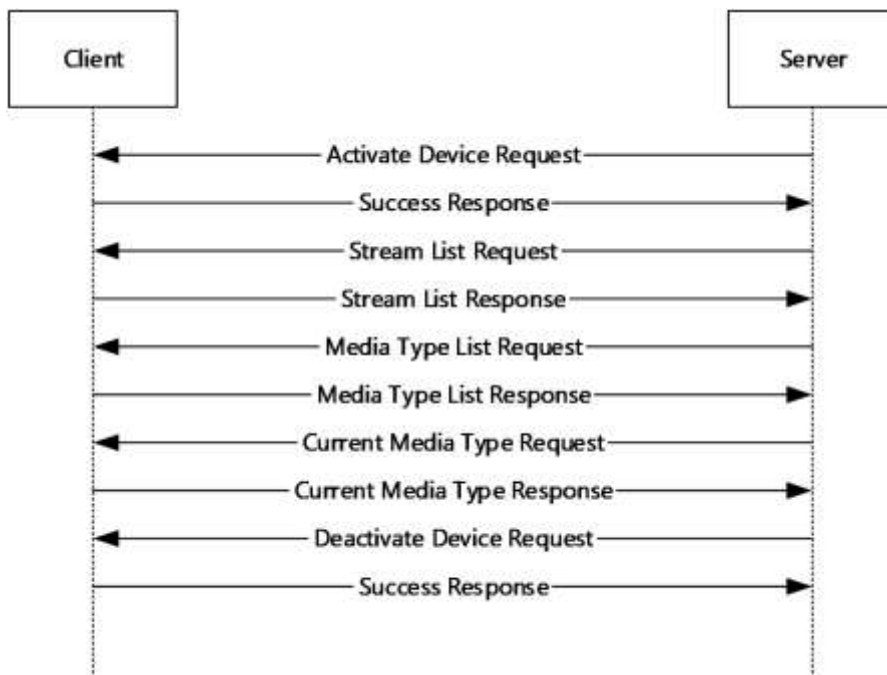 Client
Server
Activate Device Request
Success Response
Stream List Request
Stream List Response
Media Type List Request
Media Type List Response
Current Media Type Request
Current Media Type Response
Deactivate Device Request
Success Response